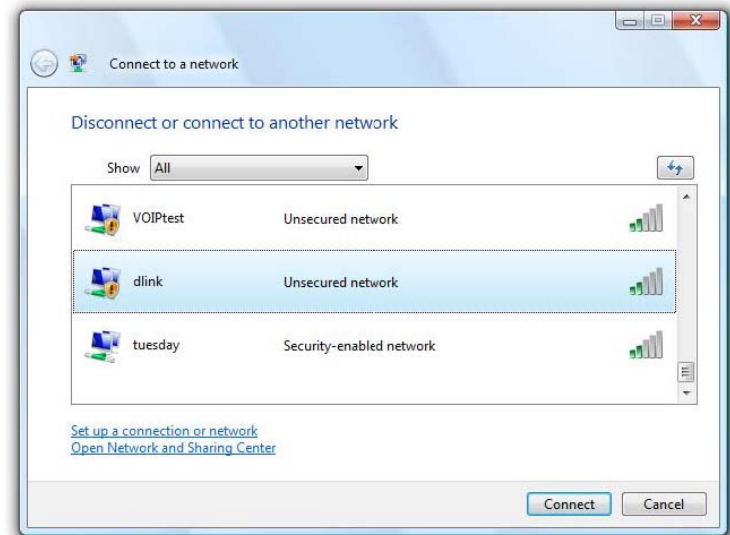 Connect to a network
Disconnect or connect to another network
Show All
VOIPtest Unsecured network
dlink Unsecured network
tuesday Security-enabled network
Set up a connection or network
Open Network and Sharing Center
Connect Cancel